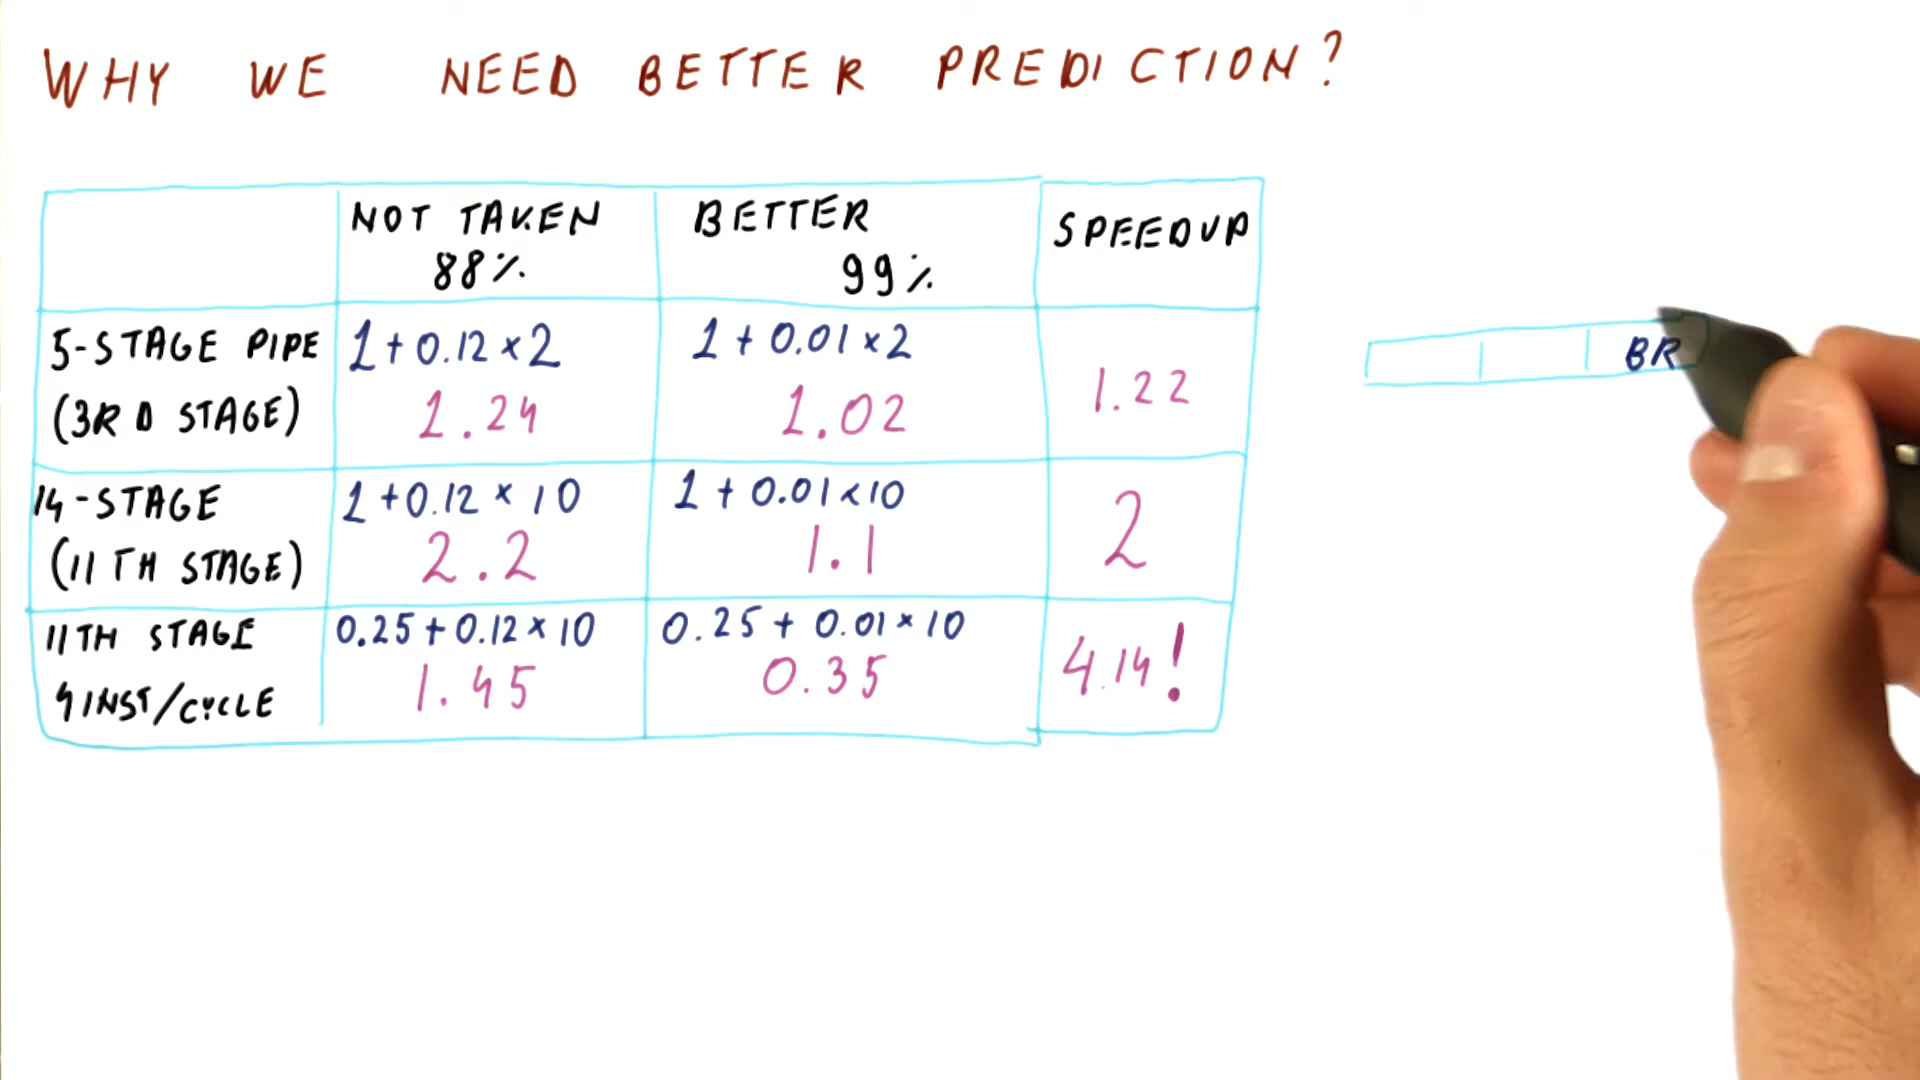 WHY WE NEED BETTER PREDICTION?
NOT TAKEN
88%
BETTER
99%
SPEEDUP
5-STAGE PIPE
(3RD STAGE)
1 + 0.12 × 2
1.24
1 + 0.01 × 2
1.02
1.22
BR
14-STAGE
(11TH STAGE)
1 + 0.12 × 10
2.2
1 + 0.01 × 10
1.1
2
11TH STAGE
4 INST/CYCLE
0.25 + 0.12 × 10
1.45
0.25 + 0.01 × 10
0.35
4.14!